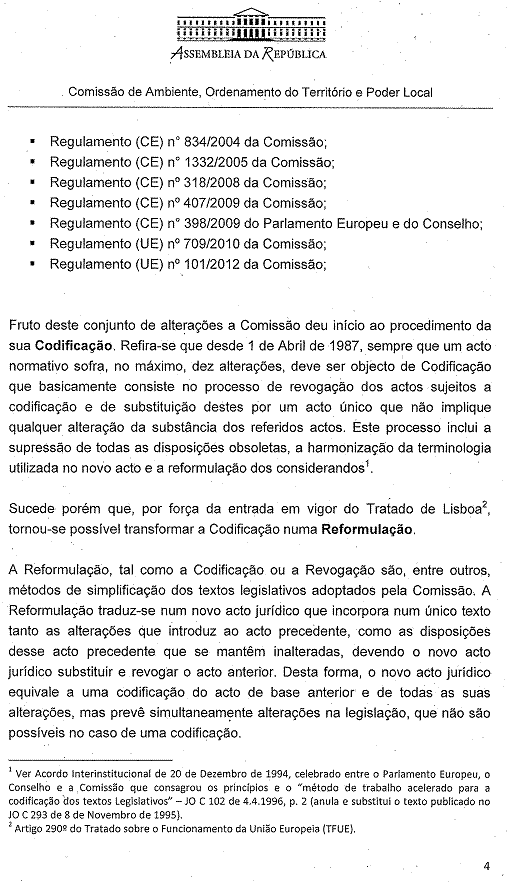 ASSEMBLEIA DA REPÚBLICA
Comissão de Ambiente, Ordenamento do Território e Poder Local
▪ Regulamento (CE) n° 834/2004 da Comissão;
▪ Regulamento (CE) n° 1332/2005 da Comissão;
▪ Regulamento (CE) nº 318/2008 da Comissão;
▪ Regulamento (CE) nº 407/2009 da Comissão;
▪ Regulamento (CE) n° 398/2009 do Parlamento Europeu e do Conselho;
▪ Regulamento (UE) nº 709/2010 da Comissão;
▪ Regulamento (UE) nº 101/2012 da Comissão;
Fruto deste conjunto de alterações a Comissão deu início ao procedimento da
sua Codificação. Refira-se que desde 1 de Abril de 1987, sempre que um acto
normativo sofra, no máximo, dez alterações, deve ser objecto de Codificação
que basicamente consiste no processo de revogação dos actos sujeitos a
codificação e de substituição destes por um acto único que não implique
qualquer alteração da substância dos referidos actos. Este processo inclui a
supressão de todas as disposições obsoletas, a harmonização da terminologia
utilizada no novo acto e a reformulação dos considerandos¹.
Sucede porém que, por força da entrada em vigor do Tratado de Lisboa²,
tornou-se possível transformar a Codificação numa Reformulação.
A Reformulação, tal como a Codificação ou a Revogação são, entre outros,
métodos de simplificação dos textos legislativos adoptados pela Comissão. A
Reformulação traduz-se num novo acto jurídico que incorpora num único texto
tanto as alterações que introduz ao acto precedente, como as disposições
desse acto precedente que se mantêm inalteradas, devendo o novo acto
jurídico substituir e revogar o acto anterior. Desta forma, o novo acto jurídico
equivale a uma codificação do acto de base anterior e de todas as suas
alterações, mas prevê simultaneamente alterações na legislação, que não são
possíveis no caso de uma codificação.
¹ Ver Acordo Interinstitucional de 20 de Dezembro de 1994, celebrado entre o Parlamento Europeu, o
Conselho e a Comissão que consagrou os princípios e o "método de trabalho acelerado para a
codificação dos textos Legislativos" – JO C 102 de 4.4.1996, p. 2 (anula e substitui o texto publicado no
JO C 293 de 8 de Novembro de 1995).
² Artigo 290º do Tratado sobre o Funcionamento da União Europeia (TFUE).
4